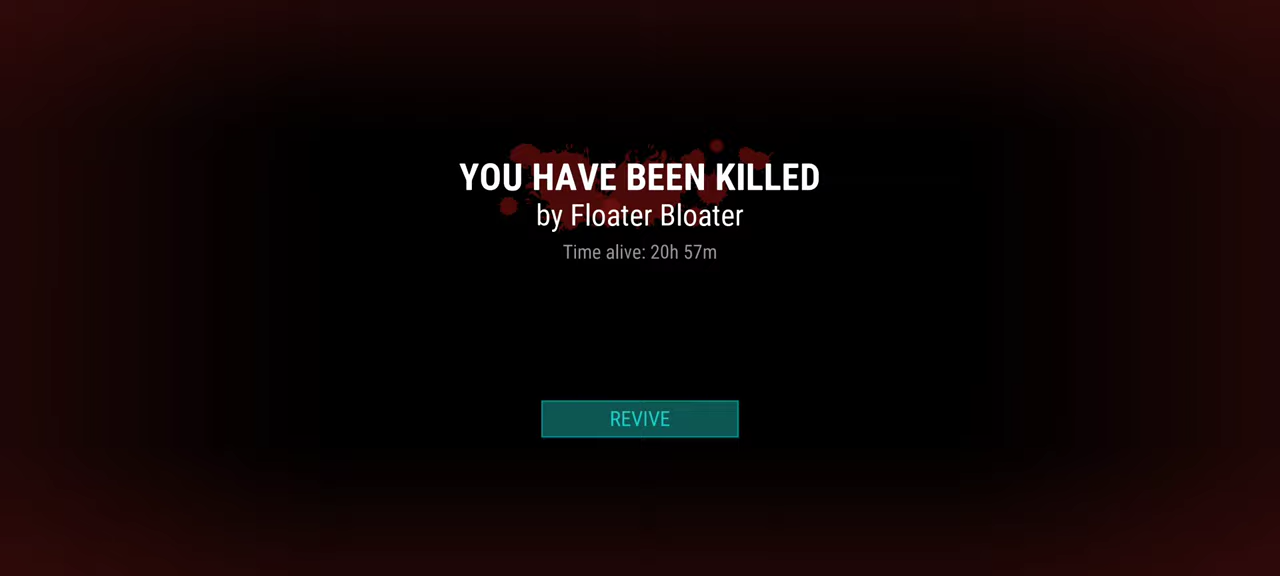 YOU HAVE BEEN KILLED
by Floater Bloater
Time alive: 20h 57m
REVIVE